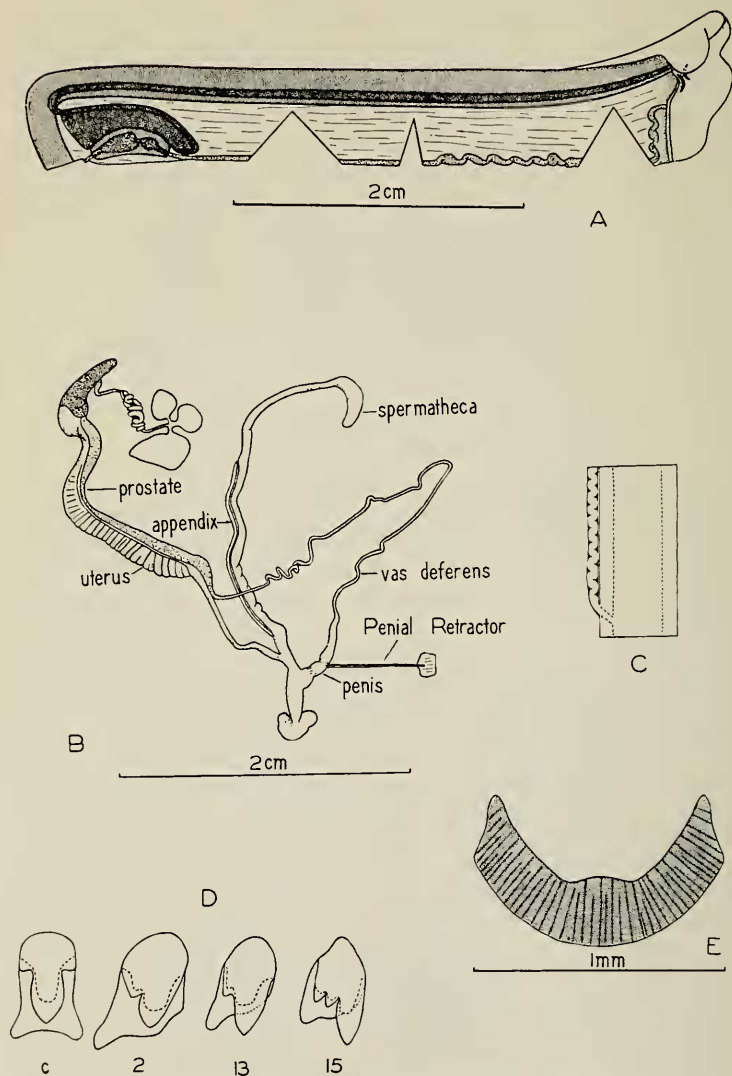 2cm
A
spermatheca
prostate
appendix
uterus
vas deferens
Penial Retractor
penis
C
B
2cm
D
E
1mm
c 2 13 15